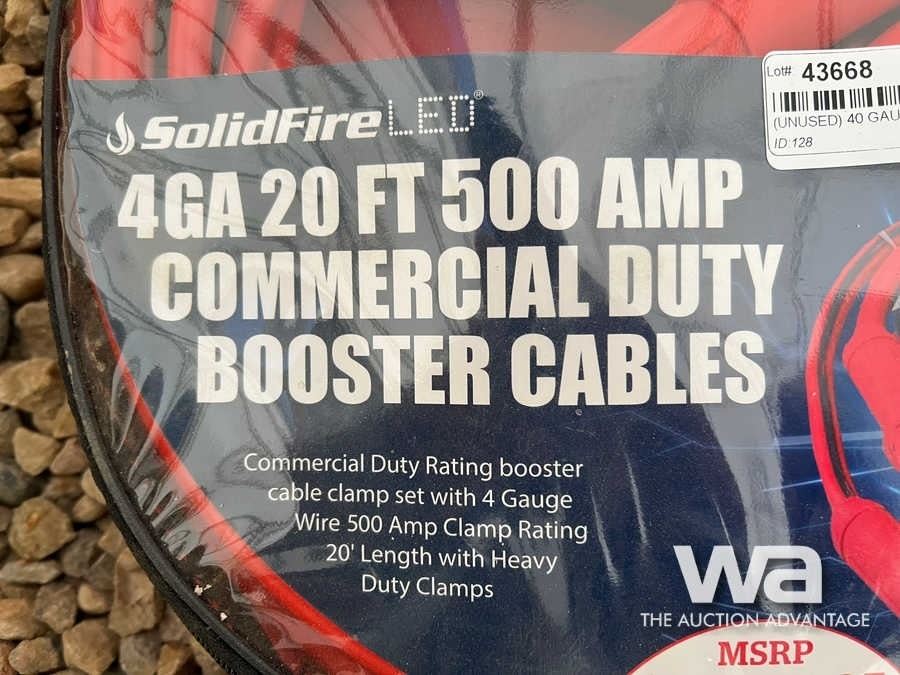 Lot#: 43668
(UNUSED) 40 GAU
ID:128
SolidFire LED®
4GA 20 FT 500 AMP
COMMERCIAL DUTY
BOOSTER CABLES
Commercial Duty Rating booster
cable clamp set with 4 Gauge
Wire 500 Amp Clamp Rating
20' Length with Heavy
Duty Clamps
wa
THE AUCTION ADVANTAGE
MSRP